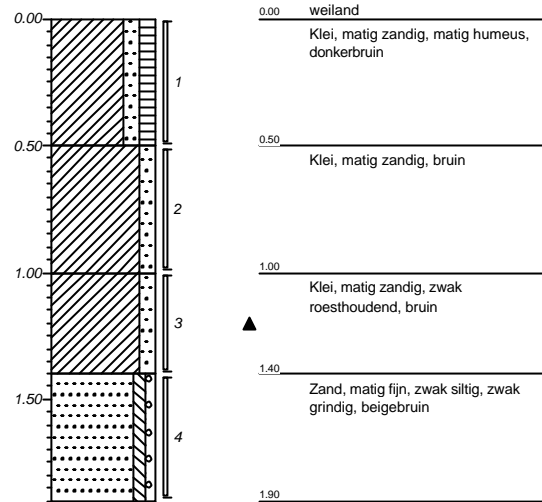 0.00
0.50
1.00
1.50
1
2
3
4
0.00
weiland
Klei, matig zandig, matig humeus,
donkerbruin
0.50
Klei, matig zandig, bruin
1.00
Klei, matig zandig, zwak
roesthoudend, bruin
1.40
Zand, matig fijn, zwak siltig, zwak
grindig, beigebruin
1.90